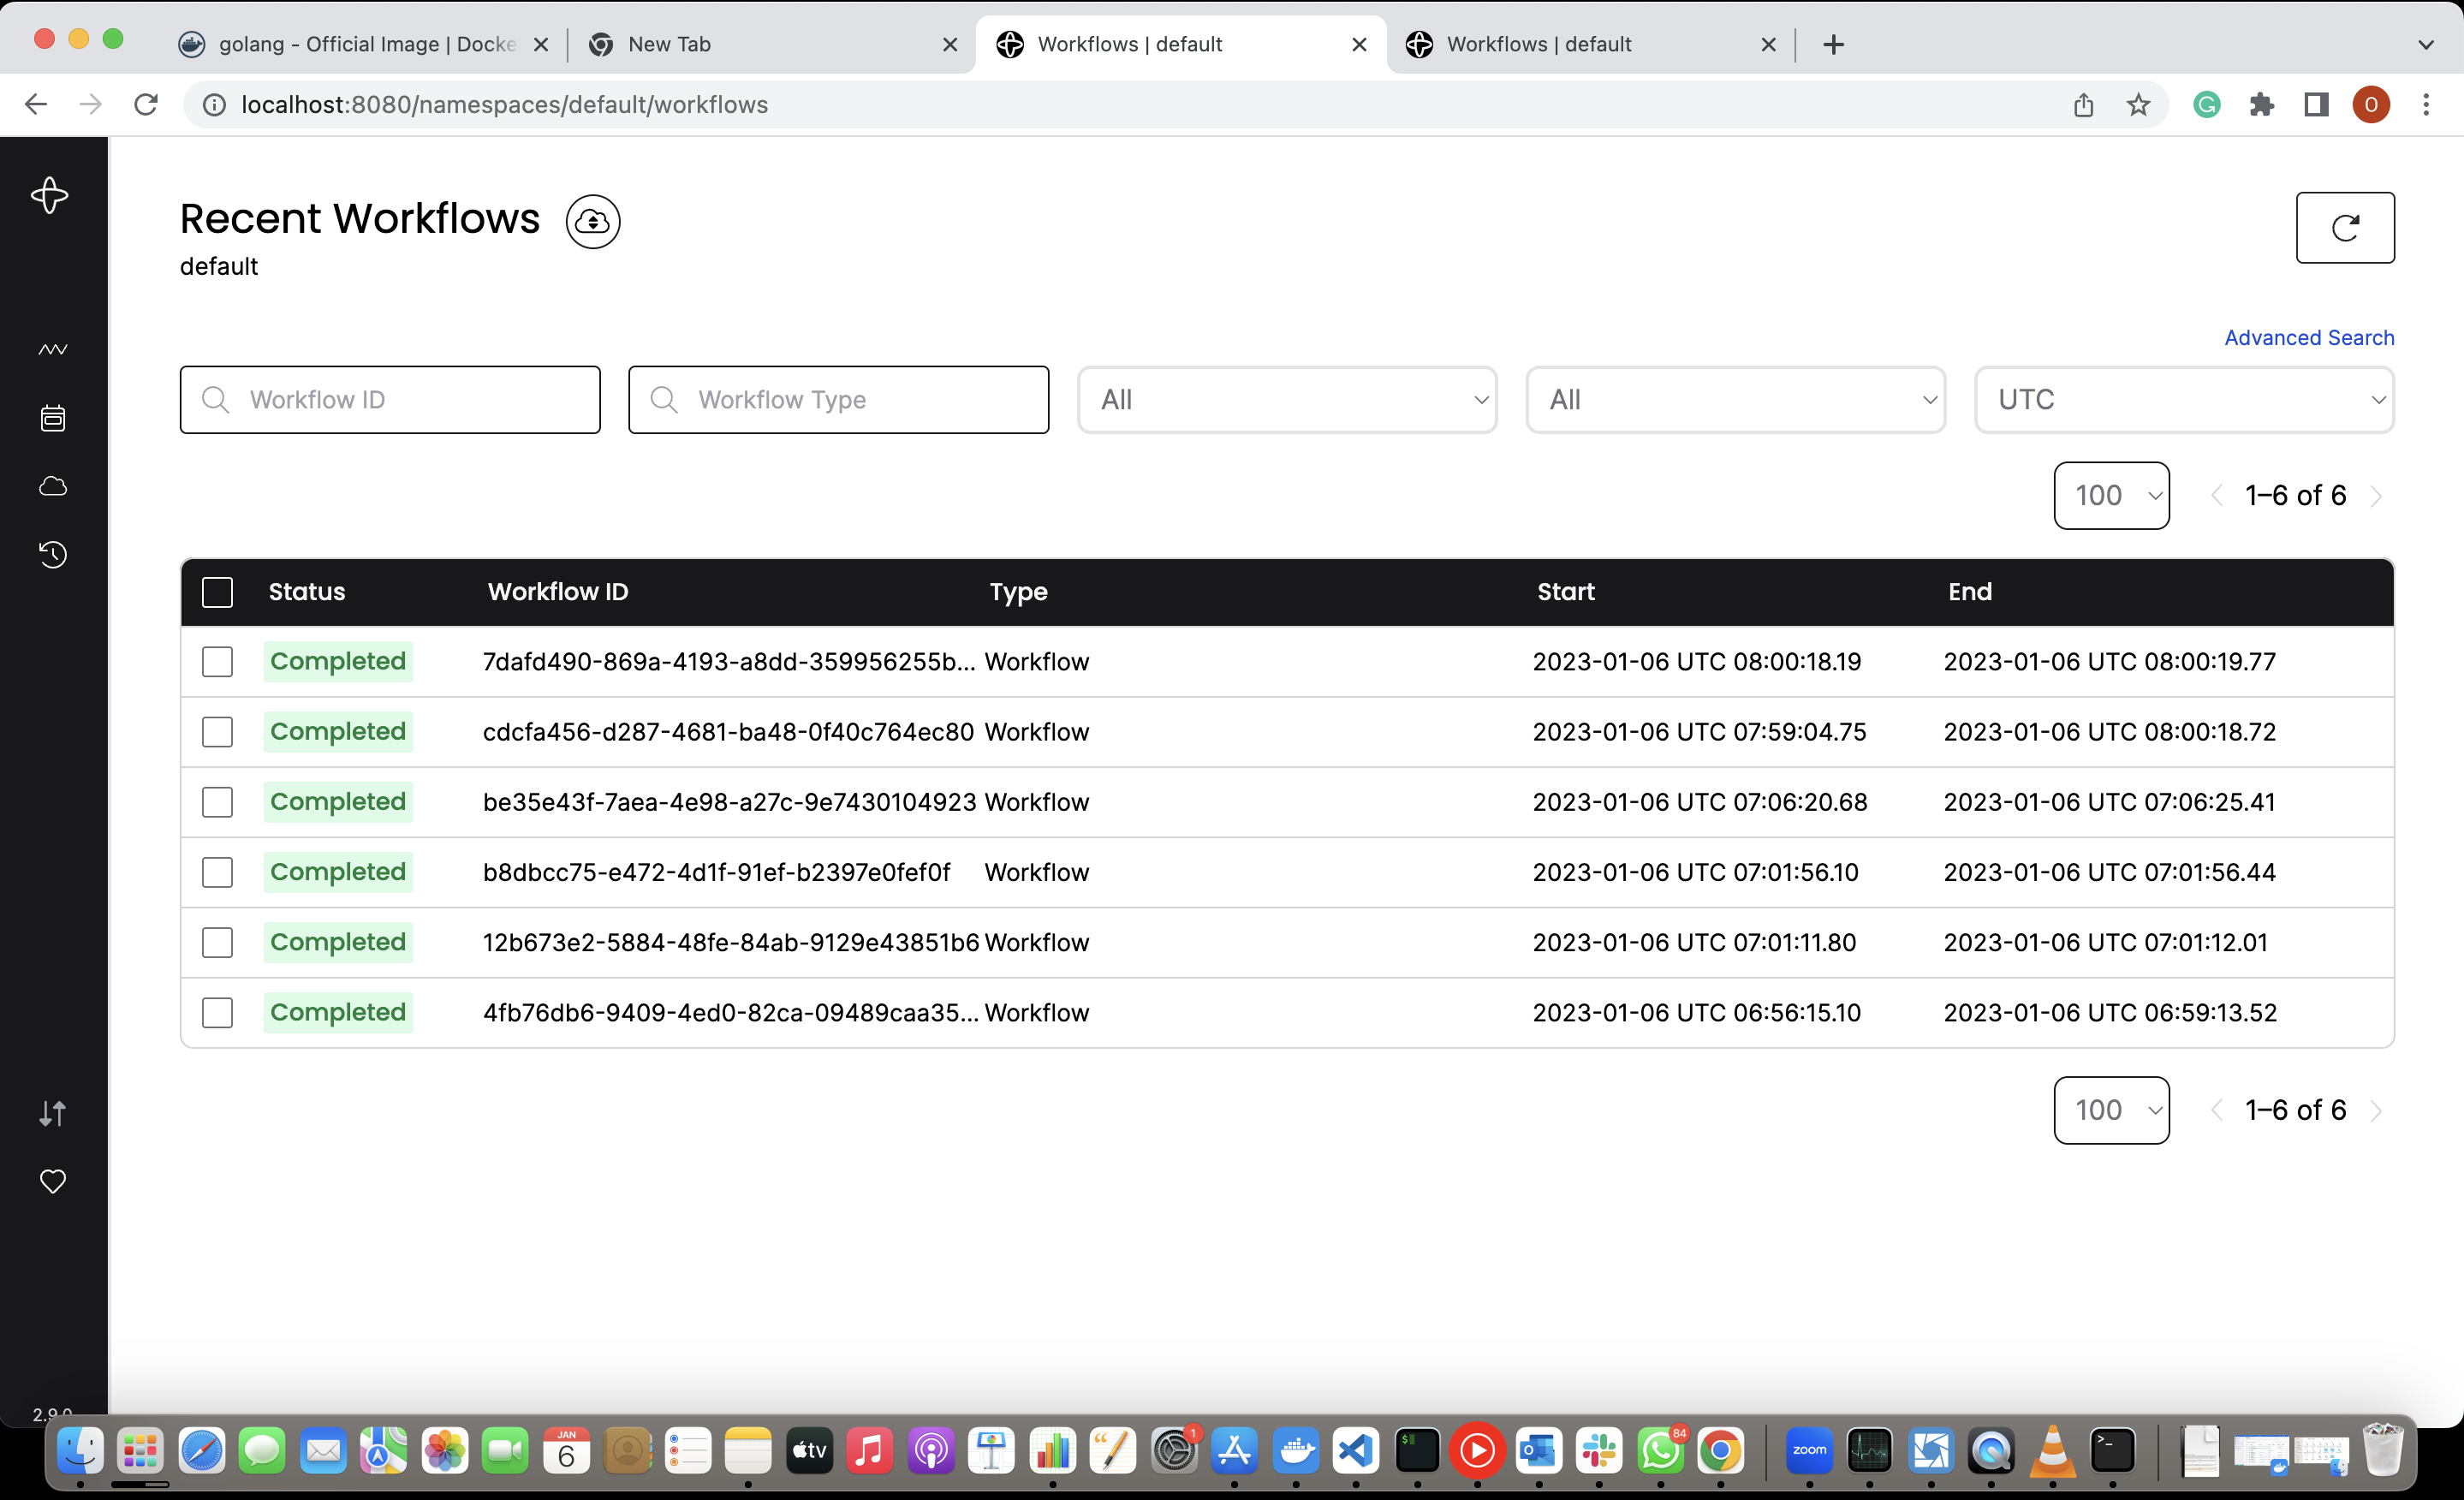 golang - Official Image | Docke
New Tab
Workflows | default
Workflows | default
localhost:8080/namespaces/default/workflows
O
Recent Workflows
default
Advanced Search
Workflow ID
Workflow Type
All
All
UTC
100
1–6 of 6
Status Workflow ID Type Start End
Completed 7dafd490-869a-4193-a8dd-359956255b... Workflow 2023-01-06 UTC 08:00:18.19 2023-01-06 UTC 08:00:19.77
Completed cdcfa456-d287-4681-ba48-0f40c764ec80 Workflow 2023-01-06 UTC 07:59:04.75 2023-01-06 UTC 08:00:18.72
Completed be35e43f-7aea-4e98-a27c-9e7430104923 Workflow 2023-01-06 UTC 07:06:20.68 2023-01-06 UTC 07:06:25.41
Completed b8dbcc75-e472-4d1f-91ef-b2397e0fef0f Workflow 2023-01-06 UTC 07:01:56.10 2023-01-06 UTC 07:01:56.44
Completed 12b673e2-5884-48fe-84ab-9129e43851b6 Workflow 2023-01-06 UTC 07:01:11.80 2023-01-06 UTC 07:01:12.01
Completed 4fb76db6-9409-4ed0-82ca-09489caa35... Workflow 2023-01-06 UTC 06:56:15.10 2023-01-06 UTC 06:59:13.52
100
1–6 of 6
2.9.0
JAN
6
tv
1
84
zoom